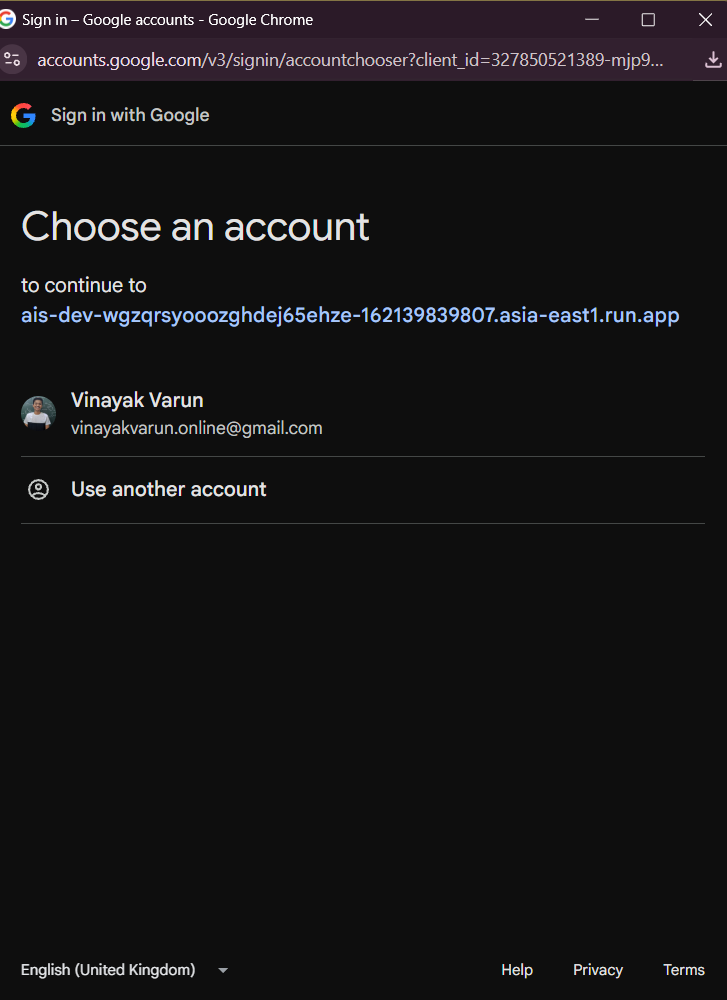 Sign in – Google accounts - Google Chrome
accounts.google.com/v3/signin/accountchooser?client_id=327850521389-mjp9...
Sign in with Google
Choose an account
to continue to
ais-dev-wgzqrsyooozghdej65ehze-162139839807.asia-east1.run.app
Vinayak Varun
vinayakvarun.online@gmail.com
Use another account
English (United Kingdom)
Help
Privacy
Terms